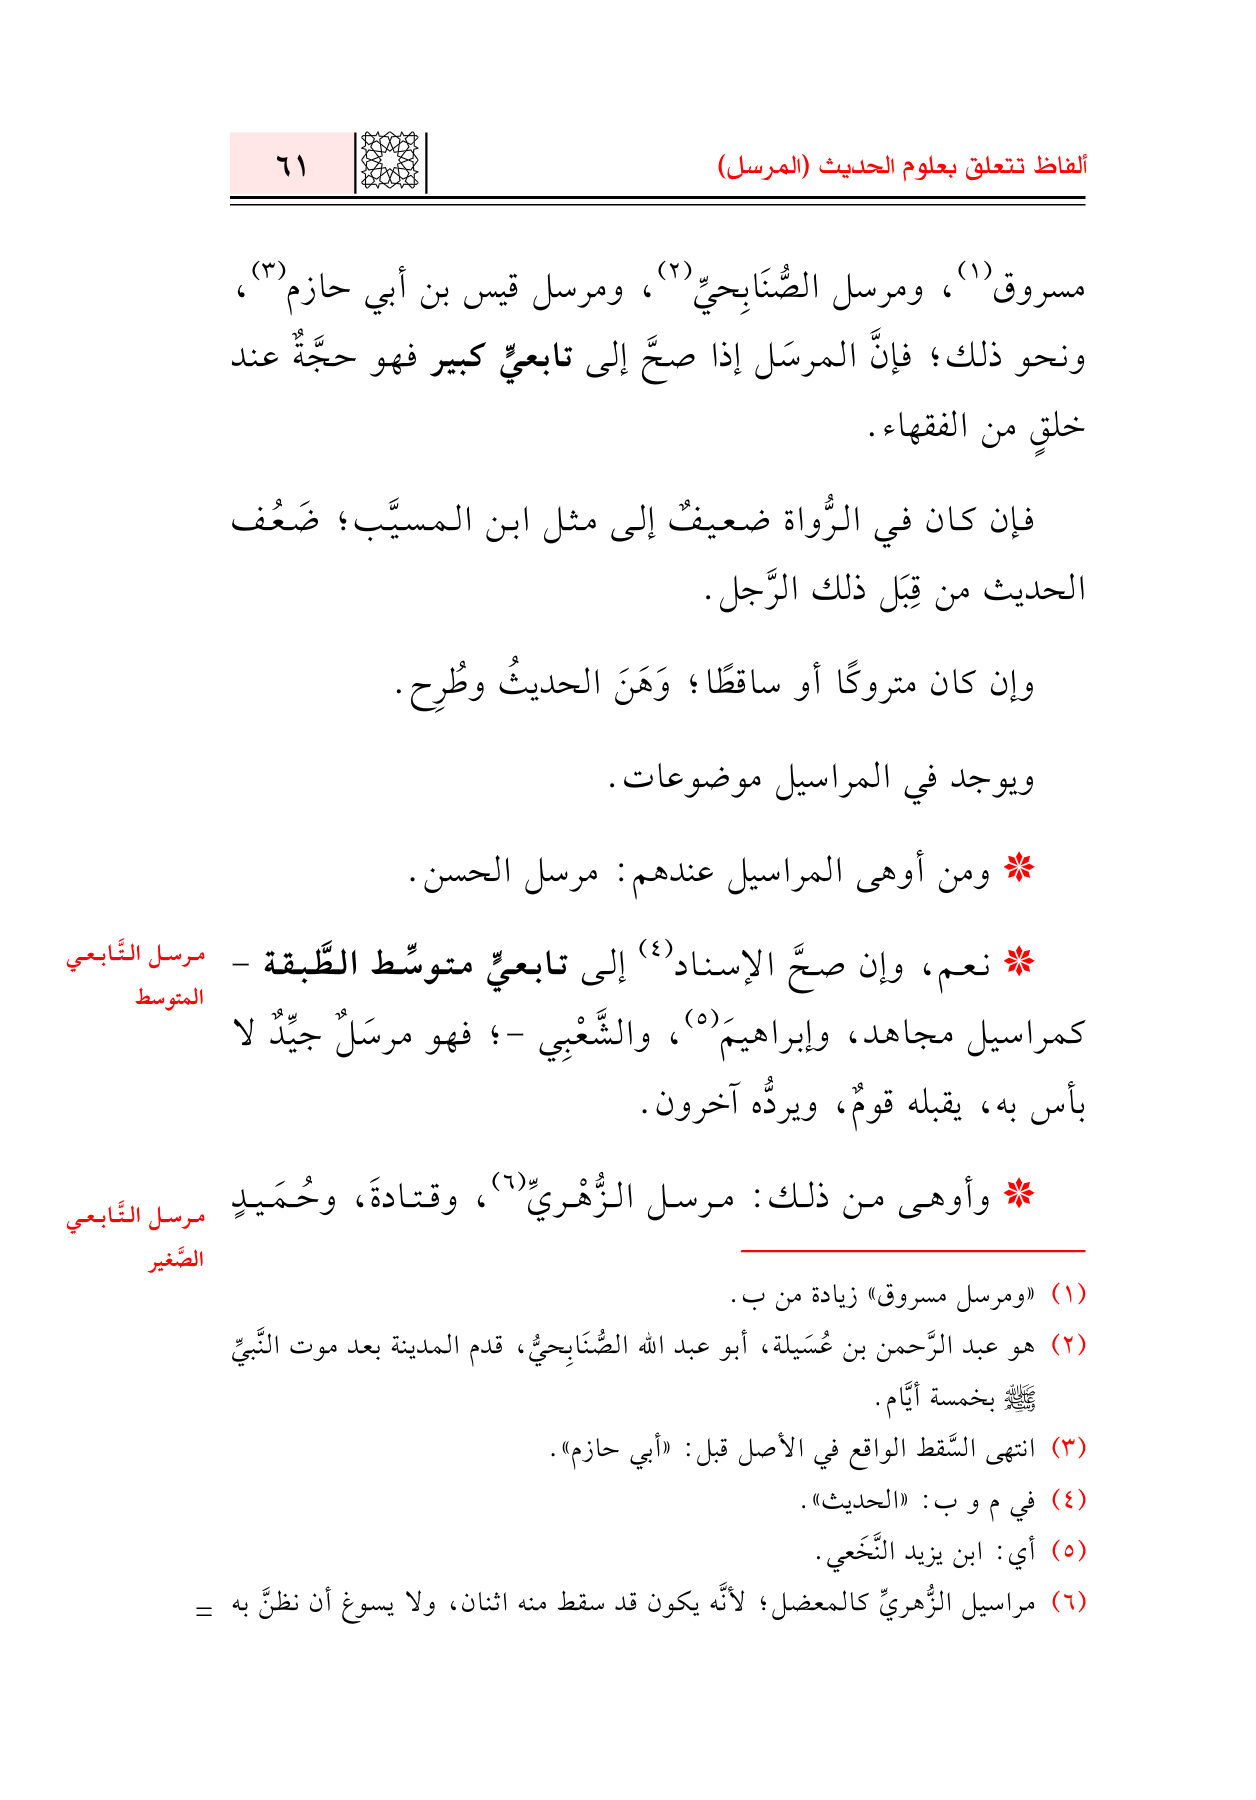 ألفاظ تتعلق بعلوم الحديث (المرسل)
٦١
مسروق(١)، ومرسل الصُّنَابِحيِّ(٢)، ومرسل قيس بن أبي حازم(٣)،
ونحو ذلك؛ فإنَّ المرسَل إذا صحَّ إلى تابعيٍّ كبير فهو حجَّةٌ عند
خلقٍ من الفقهاء.
فإن كان في الرُّواة ضعيفٌ إلى مثل ابن المسيَّب؛ ضَعُف
الحديث من قِبَل ذلك الرَّجل.
وإن كان متروكًا أو ساقطًا؛ وَهَنَ الحديثُ وطُرِح.
ويوجد في المراسيل موضوعات.
ومن أوهى المراسيل عندهم: مرسل الحسن.
مرسل التَّابعي
المتوسط
نعم، وإن صحَّ الإسناد(٤) إلى تابعيٍّ متوسِّط الطَّبقة –
كمراسيل مجاهد، وإبراهيمَ(٥)، والشَّعْبِي –؛ فهو مرسَلٌ جيِّدٌ لا
بأس به، يقبله قومٌ، ويردُّه آخرون.
مرسل التَّابعي
الصَّغير
وأوهى من ذلك: مرسل الزُّهْريِّ(٦)، وقتادةَ، وحُمَيدٍ
(١) «ومرسل مسروق» زيادة من ب.
(٢) هو عبد الرَّحمن بن عُسَيلة، أبو عبد الله الصُّنَابِحيُّ، قدم المدينة بعد موت النَّبيِّ
ﷺ بخمسة أيَّام.
(٣) انتهى السَّقط الواقع في الأصل قبل: «أبي حازم».
(٤) في م و ب: «الحديث».
(٥) أي: ابن يزيد النَّخَعي.
(٦) مراسيل الزُّهريِّ كالمعضل؛ لأنَّه يكون قد سقط منه اثنان، ولا يسوغ أن نظنَّ به =